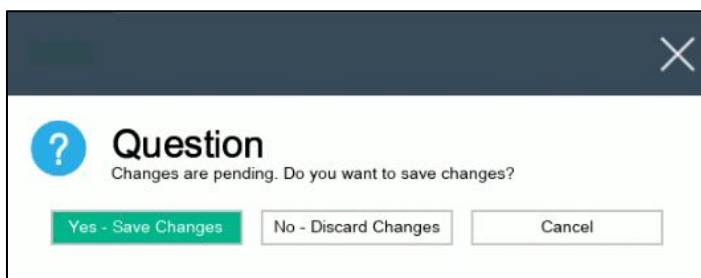 ?
Question
Changes are pending. Do you want to save changes?
Yes - Save Changes
No - Discard Changes
Cancel